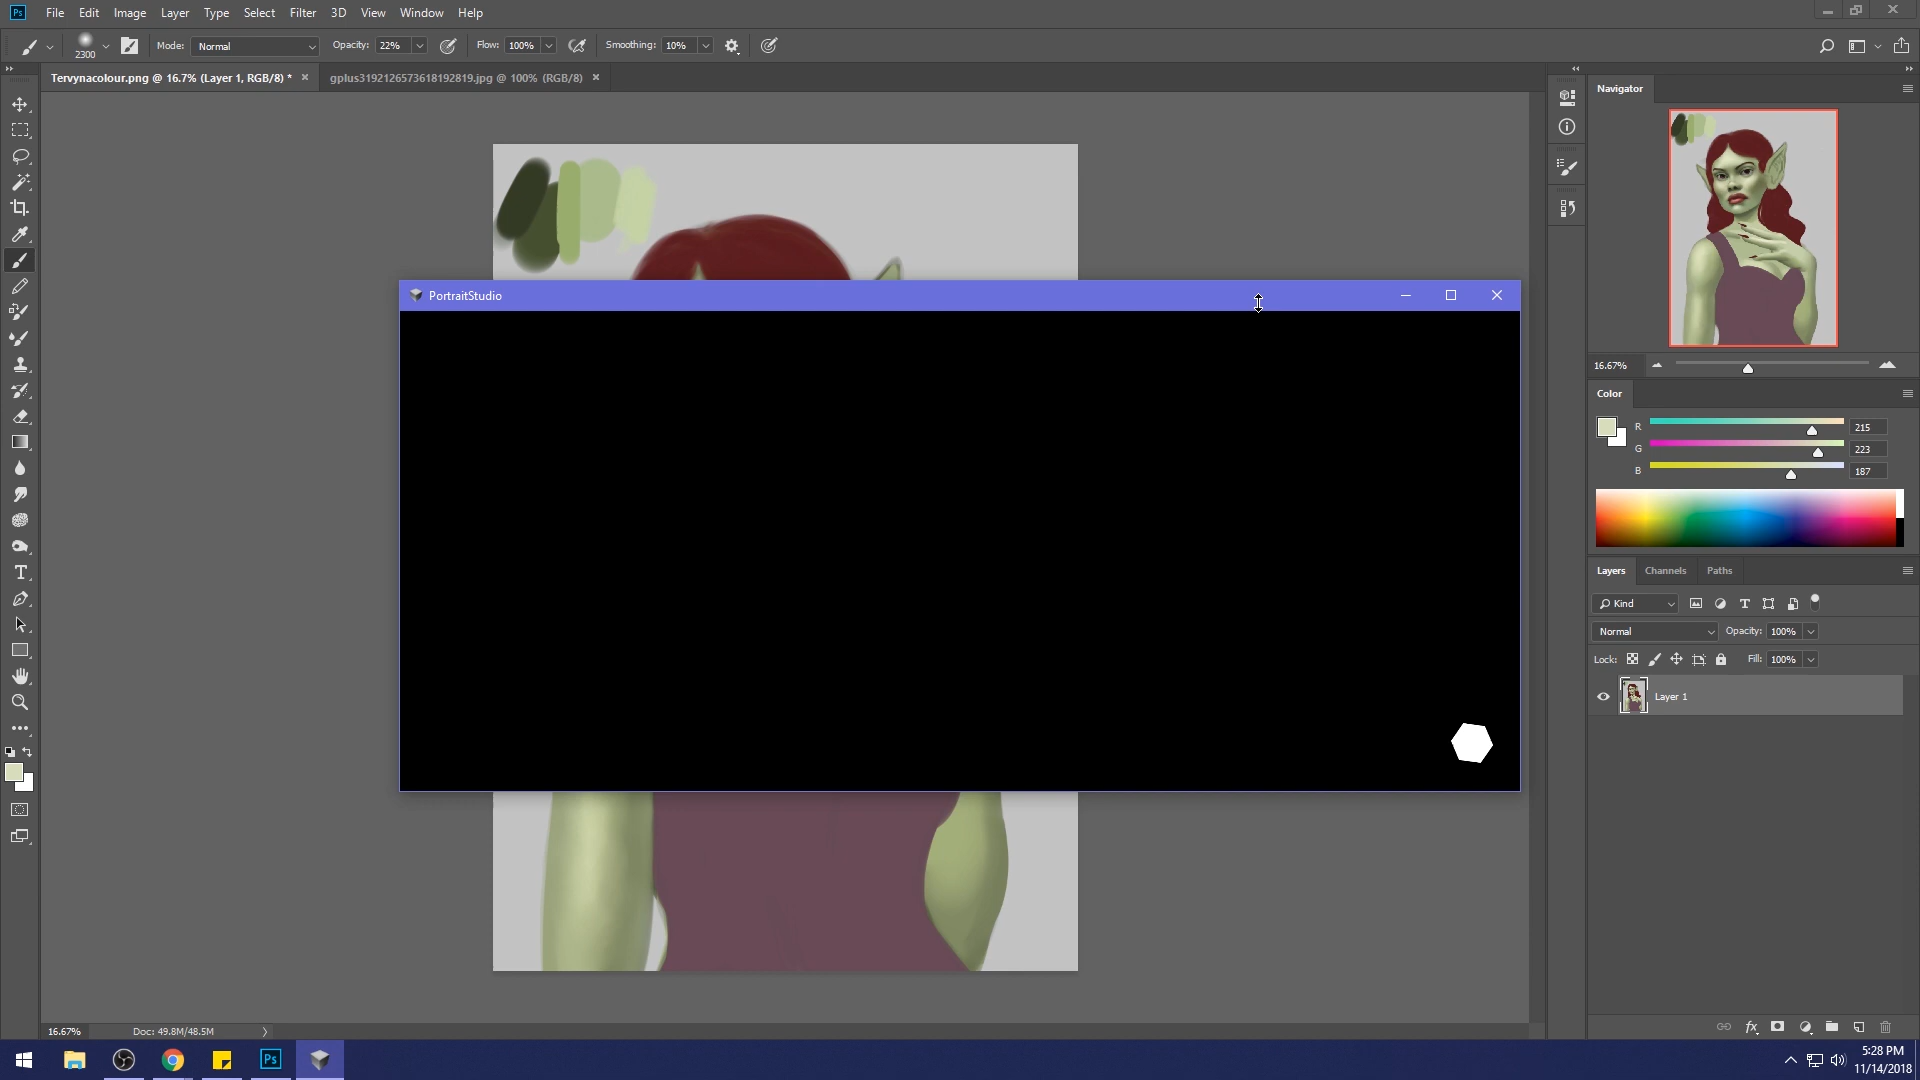 Ps File Edit Image Layer Type Select Filter 3D View Window Help
2300 Mode: Normal Opacity: 22% Flow: 100% Smoothing: 10%
Tervynacolour.png @ 16.7% (Layer 1, RGB/8) * gplus3192126573618192819.jpg @ 100% (RGB/8)
Navigator
PortraitStudio
16.67%
Color
R 215
G 223
B 187
Layers Channels Paths
Kind
Normal Opacity: 100%
Lock: Fill: 100%
Layer 1
16.67% Doc: 49.8M/48.5M
Ps
5:28 PM
11/14/2018